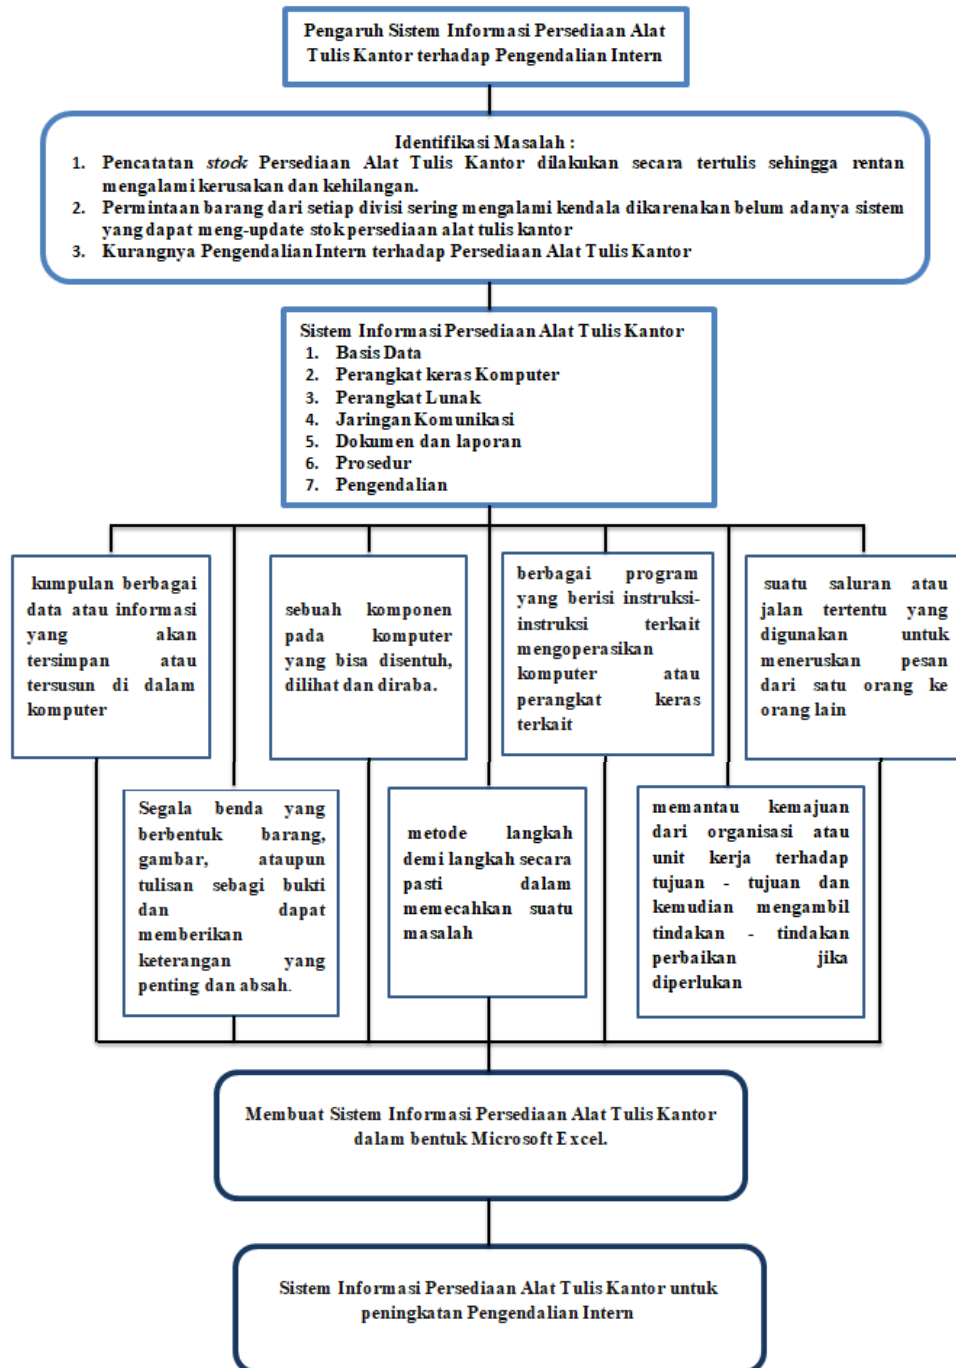 Pengaruh Sistem Informasi Persediaan Alat
Tulis Kantor terhadap Pengendalian Intern
Identifikasi Masalah :
1. Pencatatan stock Persediaan Alat Tulis Kantor dilakukan secara tertulis sehingga rentan
mengalami kerusakan dan kehilangan.
2. Permintaan barang dari setiap divisi sering mengalami kendala dikarenakan belum adanya sistem
yang dapat meng-update stok persediaan alat tulis kantor
3. Kurangnya Pengendalian Intern terhadap Persediaan Alat Tulis Kantor
Sistem Informasi Persediaan Alat Tulis Kantor
1. Basis Data
2. Perangkat keras Komputer
3. Perangkat Lunak
4. Jaringan Komunikasi
5. Dokumen dan laporan
6. Prosedur
7. Pengendalian
kumpulan berbagai
data atau informasi
yang akan
tersimpan atau
tersusun di dalam
komputer
sebuah komponen
pada komputer
yang bisa disentuh,
dilihat dan diraba.
berbagai program
yang berisi instruksi-
instruksi terkait
mengoperasikan
komputer atau
perangkat keras
terkait
suatu saluran atau
jalan tertentu yang
digunakan untuk
meneruskan pesan
dari satu orang ke
orang lain
Segala benda yang
berbentuk barang,
gambar, ataupun
tulisan sebagi bukti
dan dapat
memberikan
keterangan yang
penting dan absah.
metode langkah
demi langkah secara
pasti dalam
memecahkan suatu
masalah
memantau kemajuan
dari organisasi atau
unit kerja terhadap
tujuan - tujuan dan
kemudian mengambil
tindakan - tindakan
perbaikan jika
diperlukan
Membuat Sistem Informasi Persediaan Alat Tulis Kantor
dalam bentuk Microsoft Excel.
Sistem Informasi Persediaan Alat Tulis Kantor untuk
peningkatan Pengendalian Intern